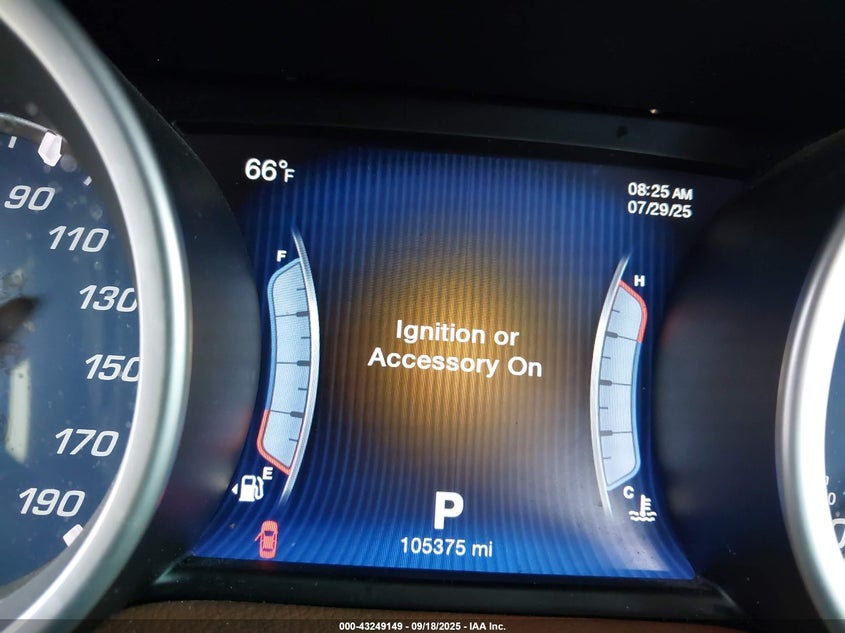 66°F
08:25 AM
07/29/25
90
110
130
150
170
190
F
E
H
C
Ignition or
Accessory On
P
105375 mi
000-43249149 - 09/18/2025 - IAA Inc.